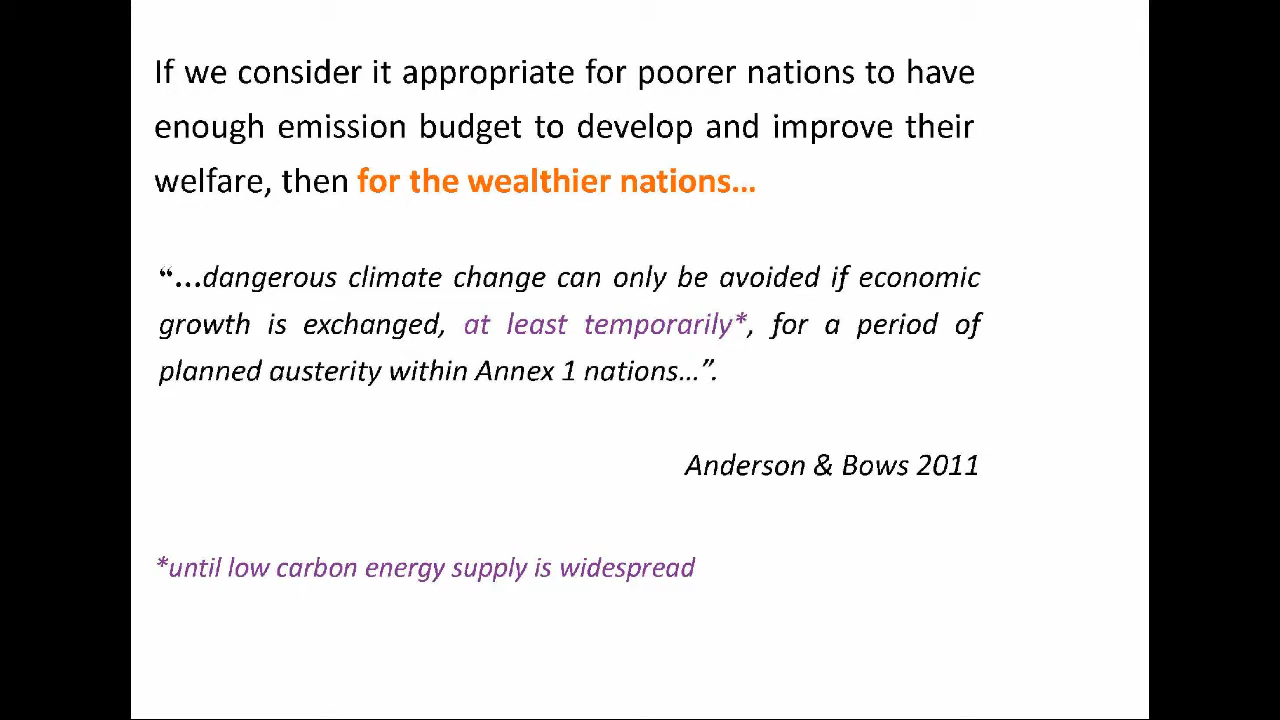 If we consider it appropriate for poorer nations to have
enough emission budget to develop and improve their
welfare, then for the wealthier nations…
“…dangerous climate change can only be avoided if economic
growth is exchanged, at least temporarily*, for a period of
planned austerity within Annex 1 nations…”.
Anderson & Bows 2011
*until low carbon energy supply is widespread